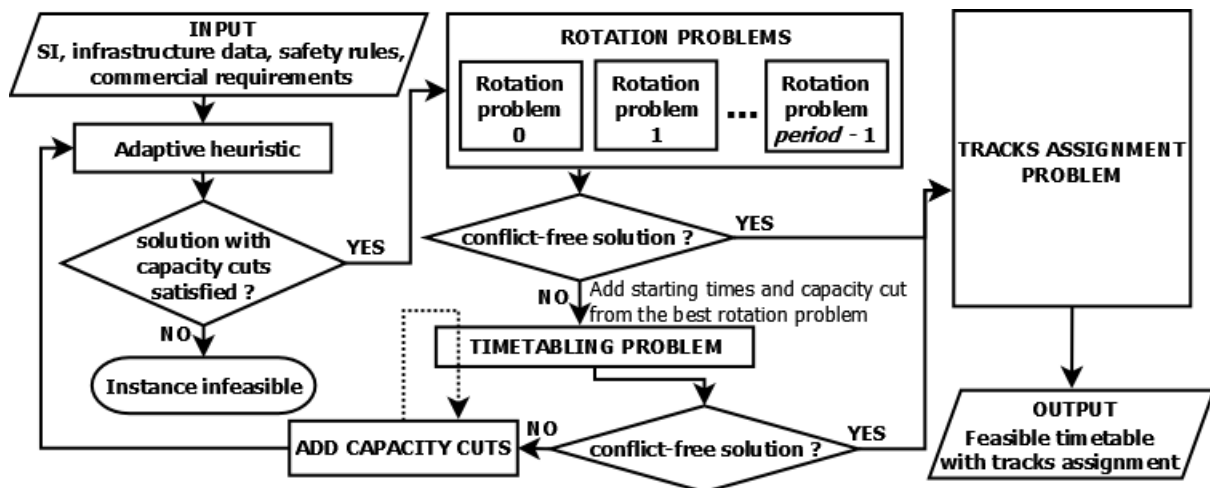 INPUT
SI, infrastructure data, safety rules,
commercial requirements
Adaptive heuristic
solution with
capacity cuts
satisfied ?
YES
NO
Instance infeasible
ROTATION PROBLEMS
Rotation
problem
0
Rotation
problem
1
...
Rotation
problem
period - 1
conflict-free solution ?
YES
NO
Add starting times and capacity cut
from the best rotation problem
TIMETABLING PROBLEM
conflict-free solution ?
YES
NO
ADD CAPACITY CUTS
TRACKS ASSIGNMENT
PROBLEM
OUTPUT
Feasible timetable
with tracks assignment